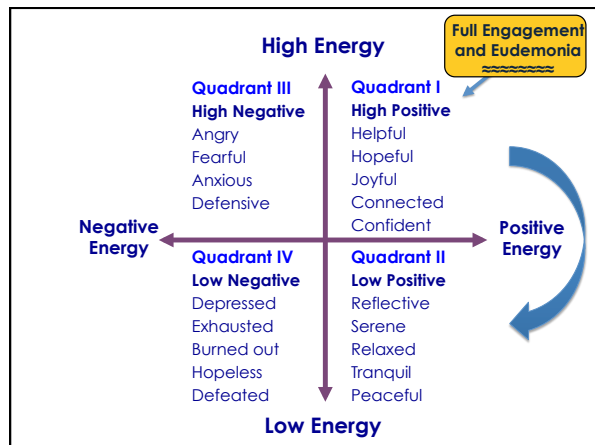 Full Engagement
and Eudemonia
≈≈≈≈≈≈≈≈
High Energy
Quadrant III
High Negative
Angry
Fearful
Anxious
Defensive
Quadrant I
High Positive
Helpful
Hopeful
Joyful
Connected
Confident
Negative
Energy
Positive
Energy
Quadrant IV
Low Negative
Depressed
Exhausted
Burned out
Hopeless
Defeated
Quadrant II
Low Positive
Reflective
Serene
Relaxed
Tranquil
Peaceful
Low Energy